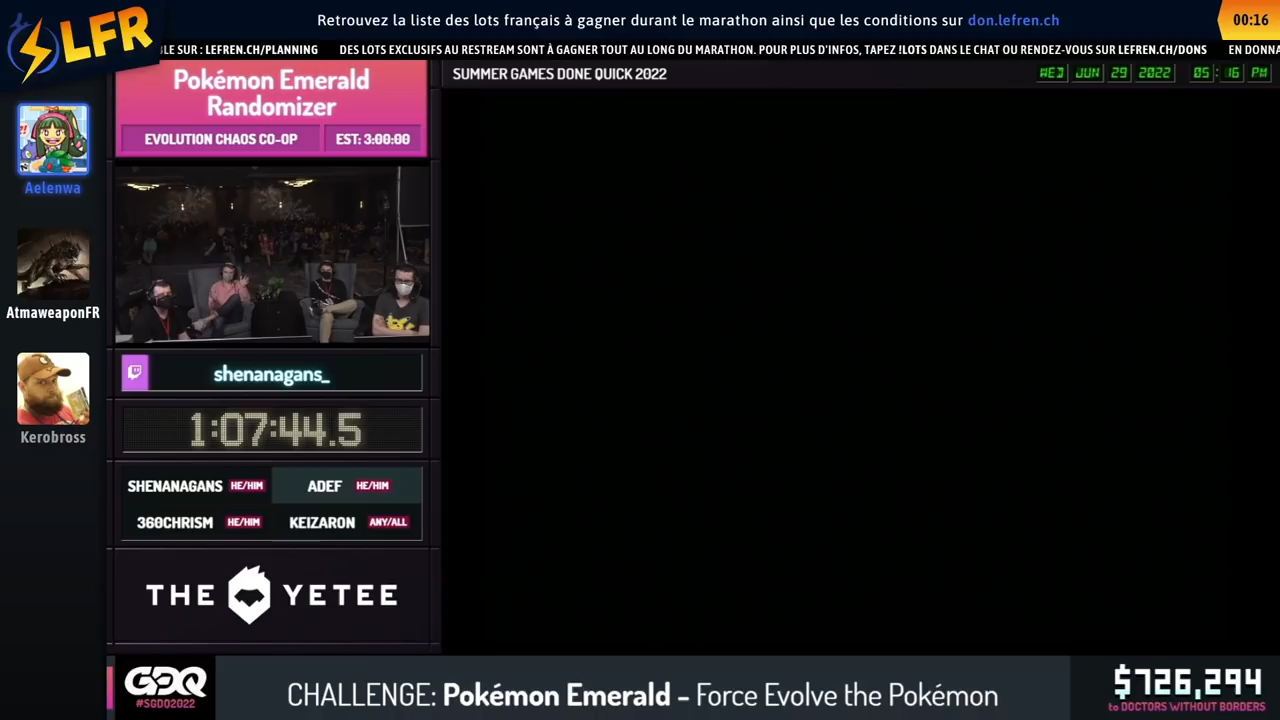 LFR
Retrouvez la liste des lots français à gagner durant le marathon ainsi que les conditions sur don.lefren.ch
00:16
BLE SUR : LEFREN.CH/PLANNING DES LOTS EXCLUSIFS AU RESTREAM SONT À GAGNER TOUT AU LONG DU MARATHON. POUR PLUS D'INFOS, TAPEZ !LOTS DANS LE CHAT OU RENDEZ-VOUS SUR LEFREN.CH/DONS EN DONNA
Pokémon Emerald
Randomizer
EVOLUTION CHAOS CO-OP EST: 3:00:00
SUMMER GAMES DONE QUICK 2022
WED JUN 29 2022 05:16 PM
Aelenwa
AtmaweaponFR
Kerobross
shenanagans_
1:07:44.5
SHENANAGANS HE/HIM ADEF HE/HIM
360CHRISM HE/HIM KEIZARON ANY/ALL
THE YETEE
GDQ
#SGDQ2022
CHALLENGE: Pokémon Emerald - Force Evolve the Pokémon
$726,294
to DOCTORS WITHOUT BORDERS